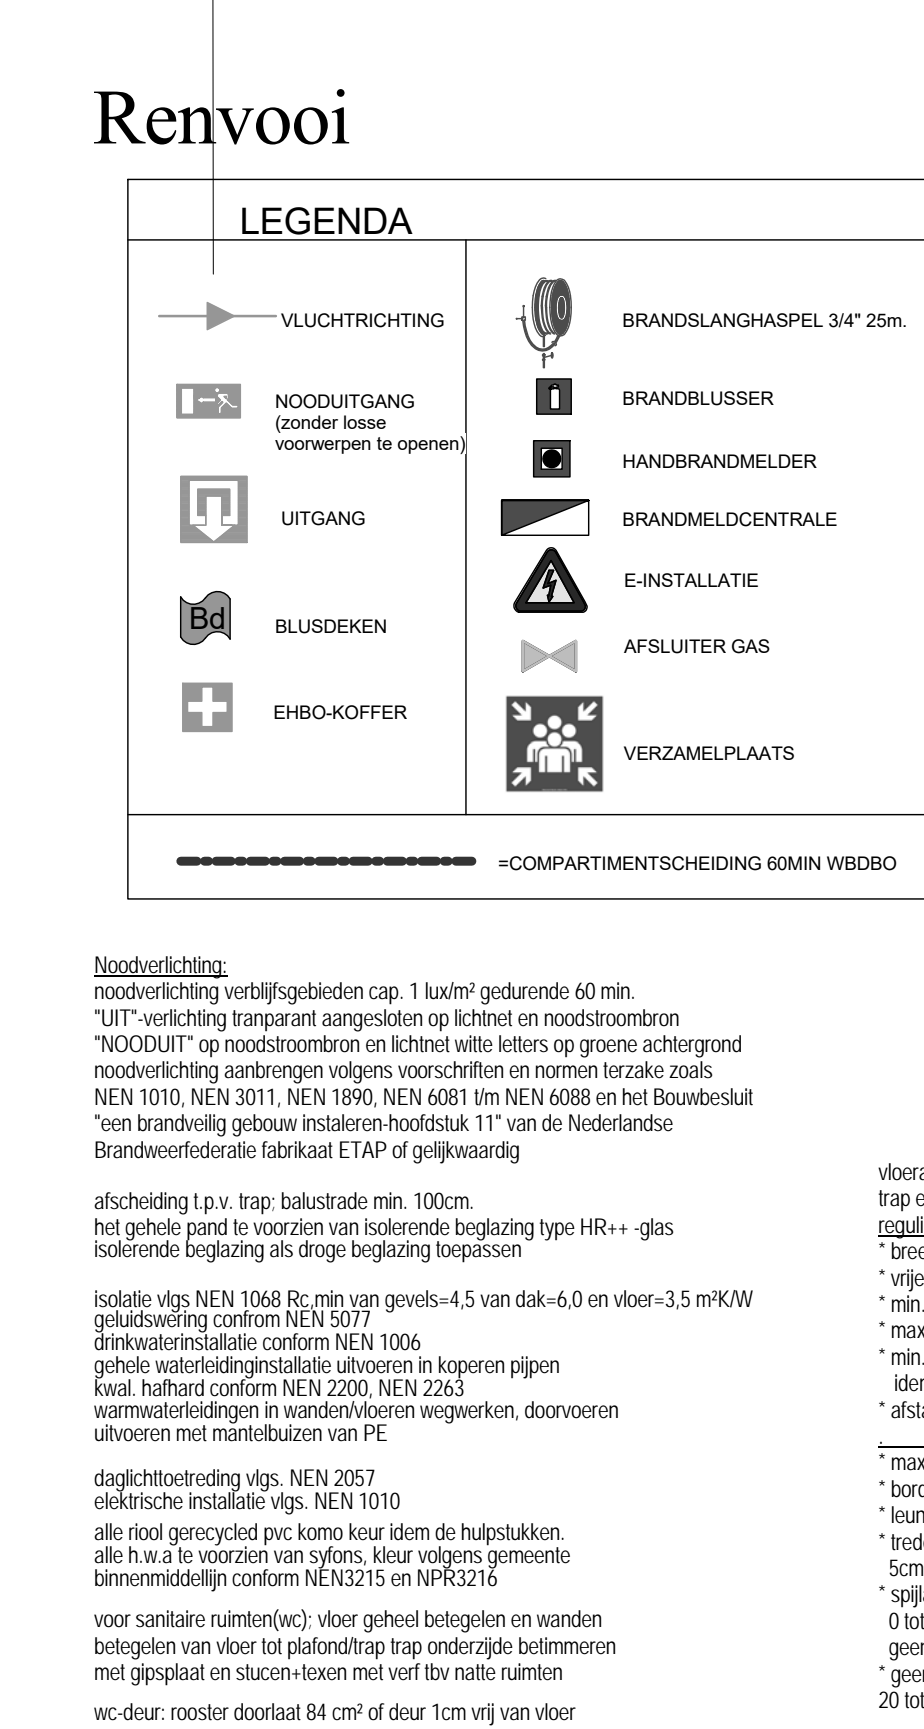 Renvooi
LEGENDA
VLUCHTRICHTING
NOODUITGANG
(zonder losse
voorwerpen te openen)
UITGANG
Bd
BLUSDEKEN
EHBO-KOFFER
BRANDSLANGHASPEL 3/4" 25m.
BRANDBLUSSER
HANDBRANDMELDER
BRANDMELDCENTRALE
E-INSTALLATIE
AFSLUITER GAS
VERZAMELPLAATS
=COMPARTIMENTSCHEIDING 60MIN WBDBO
Noodverlichting:
noodverlichting verblijfsgebieden cap. 1 lux/m² gedurende 60 min.
"UIT"-verlichting tranparant aangesloten op lichtnet en noodstroombron
"NOODUIT" op noodstroombron en lichtnet witte letters op groene achtergrond
noodverlichting aanbrengen volgens voorschriften en normen terzake zoals
NEN 1010, NEN 3011, NEN 1890, NEN 6081 t/m NEN 6088 en het Bouwbesluit
"een brandveilig gebouw instaleren-hoofdstuk 11" van de Nederlandse
Brandweerfederatie fabrikaat ETAP of gelijkwaardig
afscheiding t.p.v. trap; balustrade min. 100cm.
het gehele pand te voorzien van isolerende beglazing type HR++ -glas
isolerende beglazing als droge beglazing toepassen
isolatie vlgs NEN 1068 Rc,min van gevels=4,5 van dak=6,0 en vloer=3,5 m²K/W
geluidswering confrom NEN 5077
drinkwaterinstallatie conform NEN 1006
gehele waterleidinginstallatie uitvoeren in koperen pijpen
kwal. hafhard conform NEN 2200, NEN 2263
warmwaterleidingen in wanden/vloeren wegwerken, doorvoeren
uitvoeren met mantelbuizen van PE
daglichttoetreding vlgs. NEN 2057
elektrische installatie vlgs. NEN 1010
alle riool gerecycled pvc komo keur idem de hulpstukken.
alle h.w.a te voorzien van syfons, kleur volgens gemeente
binnenmiddellijn conform NEN3215 en NPR3216
voor sanitaire ruimten(wc); vloer geheel betegelen en wanden
betegelen van vloer tot plafond/trap trap onderzijde betimmeren
met gipsplaat en stucen+texen met verf tbv natte ruimten
wc-deur: rooster doorlaat 84 cm² of deur 1cm vrij van vloer
trap
* vrije
* min.
* max
* min.
* max
5cm
0 tot
20 tot